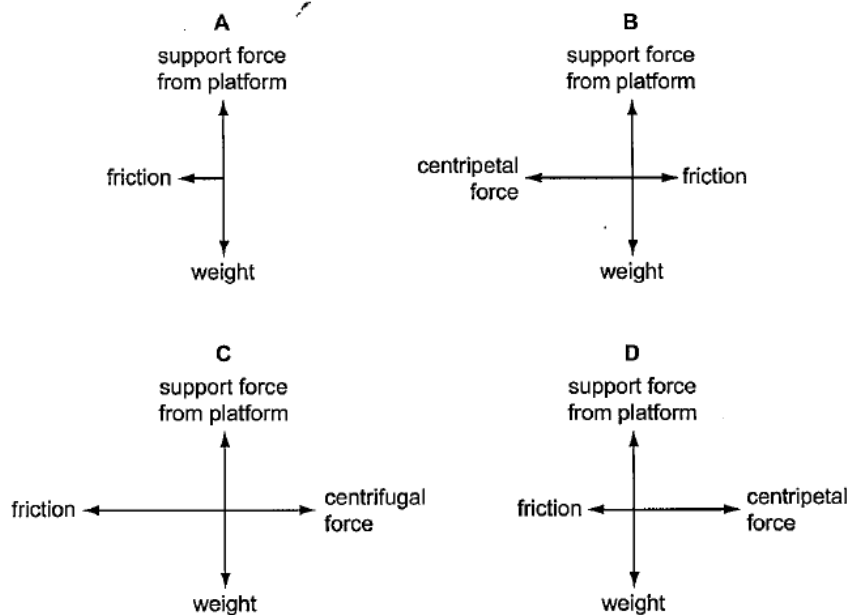 A
support force
from platform
friction
weight
B
support force
from platform
centripetal
force
friction
weight
C
support force
from platform
friction
centrifugal
force
weight
D
support force
from platform
friction
centripetal
force
weight